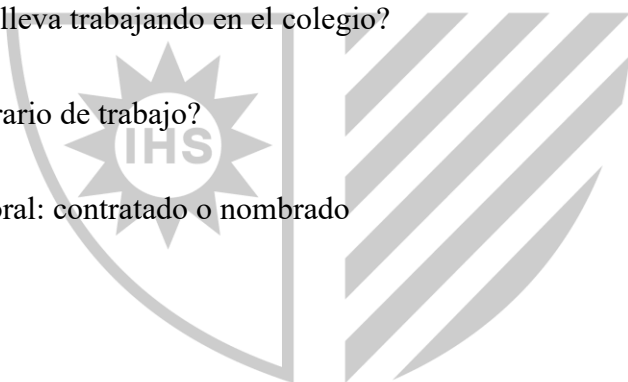 lleva trabajando en el colegio?
rario de trabajo?
IHS
oral: contratado o nombrado